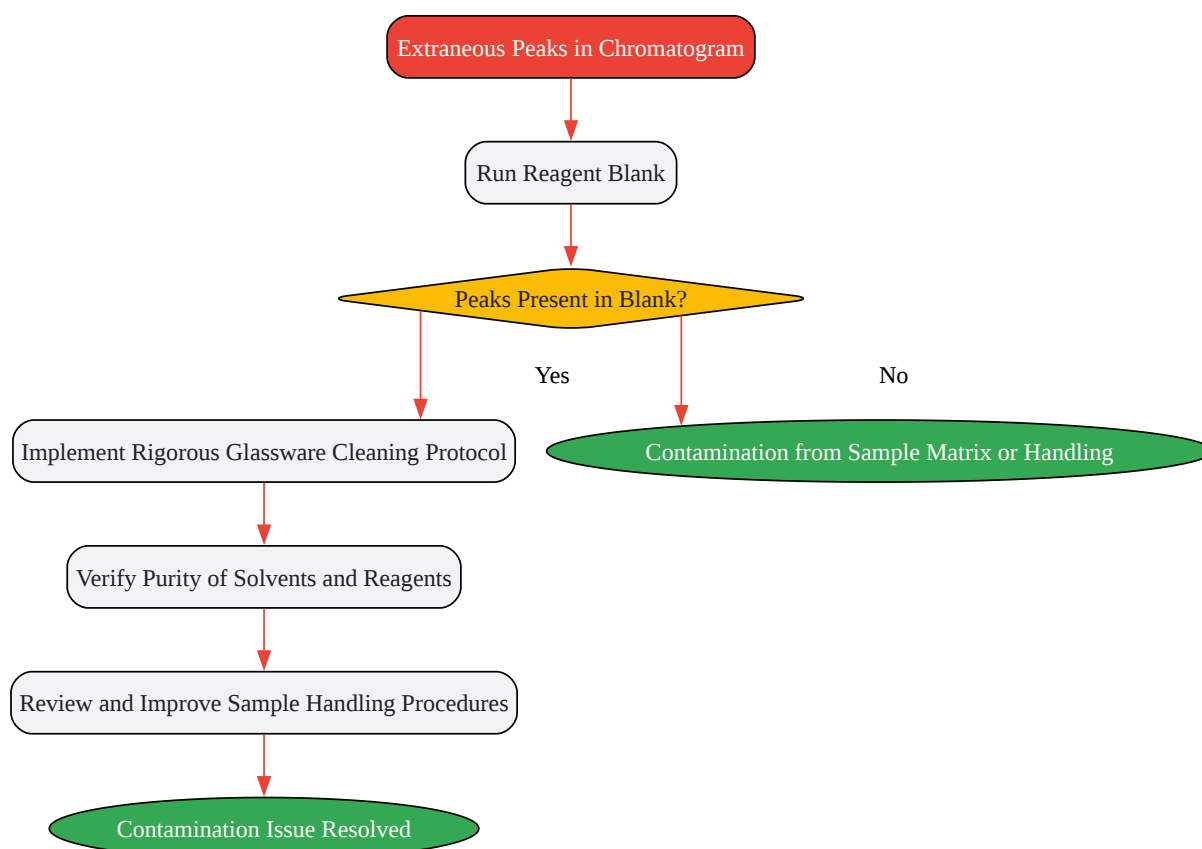 Extraneous Peaks in Chromatogram
Run Reagent Blank
Peaks Present in Blank?
Yes
No
Implement Rigorous Glassware Cleaning Protocol
Contamination from Sample Matrix or Handling
Verify Purity of Solvents and Reagents
Review and Improve Sample Handling Procedures
Contamination Issue Resolved